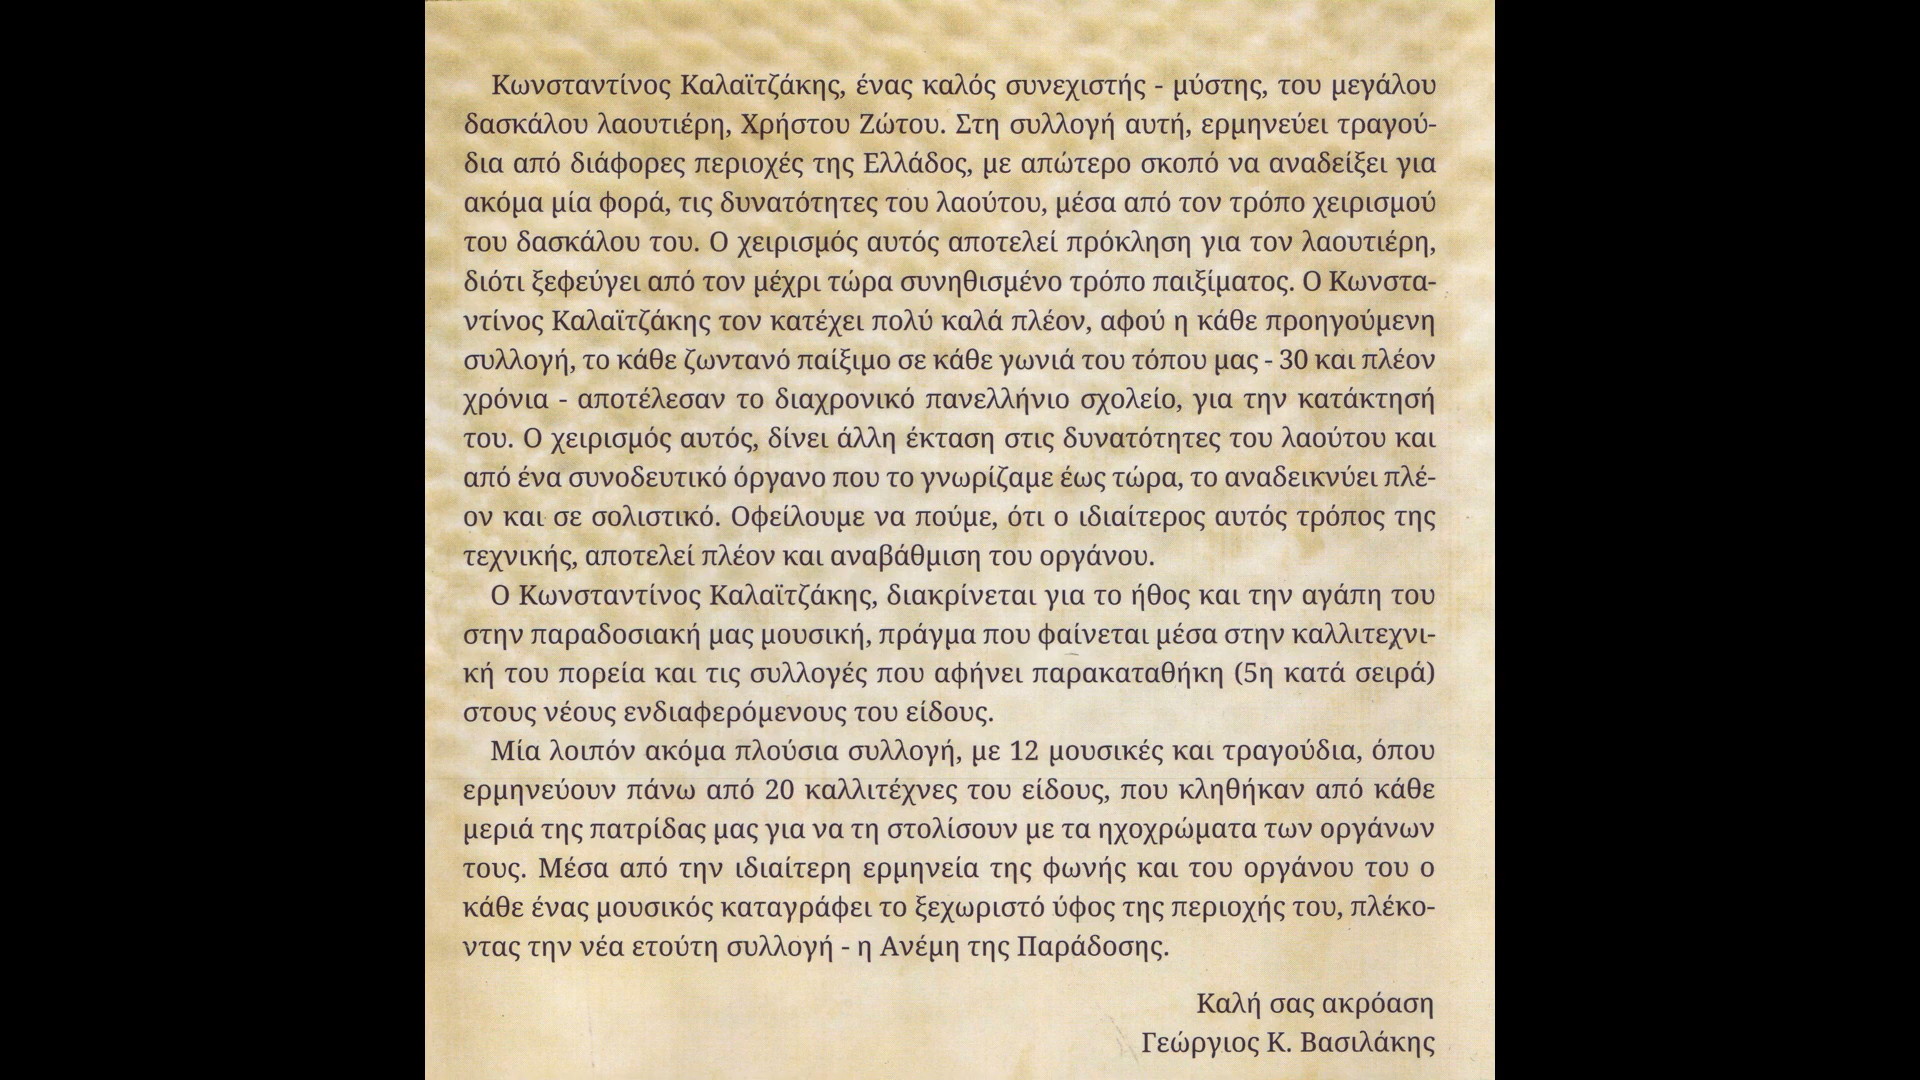 Κωνσταντίνος Καλαϊτζάκης, ένας καλός συνεχιστής - μύστης, του μεγάλου
δασκάλου λαουτιέρη, Χρήστου Ζώτου. Στη συλλογή αυτή, ερμηνεύει τραγού-
δια από διάφορες περιοχές της Ελλάδος, με απώτερο σκοπό να αναδείξει για
ακόμα μία φορά, τις δυνατότητες του λαούτου, μέσα από τον τρόπο χειρισμού
του δασκάλου του. Ο χειρισμός αυτός αποτελεί πρόκληση για τον λαουτιέρη,
διότι ξεφεύγει από τον μέχρι τώρα συνηθισμένο τρόπο παιξίματος. Ο Κωνστα-
ντίνος Καλαϊτζάκης τον κατέχει πολύ καλά πλέον, αφού η κάθε προηγούμενη
συλλογή, το κάθε ζωντανό παίξιμο σε κάθε γωνιά του τόπου μας - 30 και πλέον
χρόνια - αποτέλεσαν το διαχρονικό πανελλήνιο σχολείο, για την κατάκτησή
του. Ο χειρισμός αυτός, δίνει άλλη έκταση στις δυνατότητες του λαούτου και
από ένα συνοδευτικό όργανο που το γνωρίζαμε έως τώρα, το αναδεικνύει πλέ-
ον και σε σολιστικό. Οφείλουμε να πούμε, ότι ο ιδιαίτερος αυτός τρόπος της
τεχνικής, αποτελεί πλέον και αναβάθμιση του οργάνου.
Ο Κωνσταντίνος Καλαϊτζάκης, διακρίνεται για το ήθος και την αγάπη του
στην παραδοσιακή μας μουσική, πράγμα που φαίνεται μέσα στην καλλιτεχνι-
κή του πορεία και τις συλλογές που αφήνει παρακαταθήκη (5η κατά σειρά)
στους νέους ενδιαφερόμενους του είδους.
Μία λοιπόν ακόμα πλούσια συλλογή, με 12 μουσικές και τραγούδια, όπου
ερμηνεύουν πάνω από 20 καλλιτέχνες του είδους, που κληθήκαν από κάθε
μεριά της πατρίδας μας για να τη στολίσουν με τα ηχοχρώματα των οργάνων
τους. Μέσα από την ιδιαίτερη ερμηνεία της φωνής και του οργάνου του ο
κάθε ένας μουσικός καταγράφει το ξεχωριστό ύφος της περιοχής του, πλέκο-
ντας την νέα ετούτη συλλογή - η Ανέμη της Παράδοσης.
Καλή σας ακρόαση
Γεώργιος Κ. Βασιλάκης